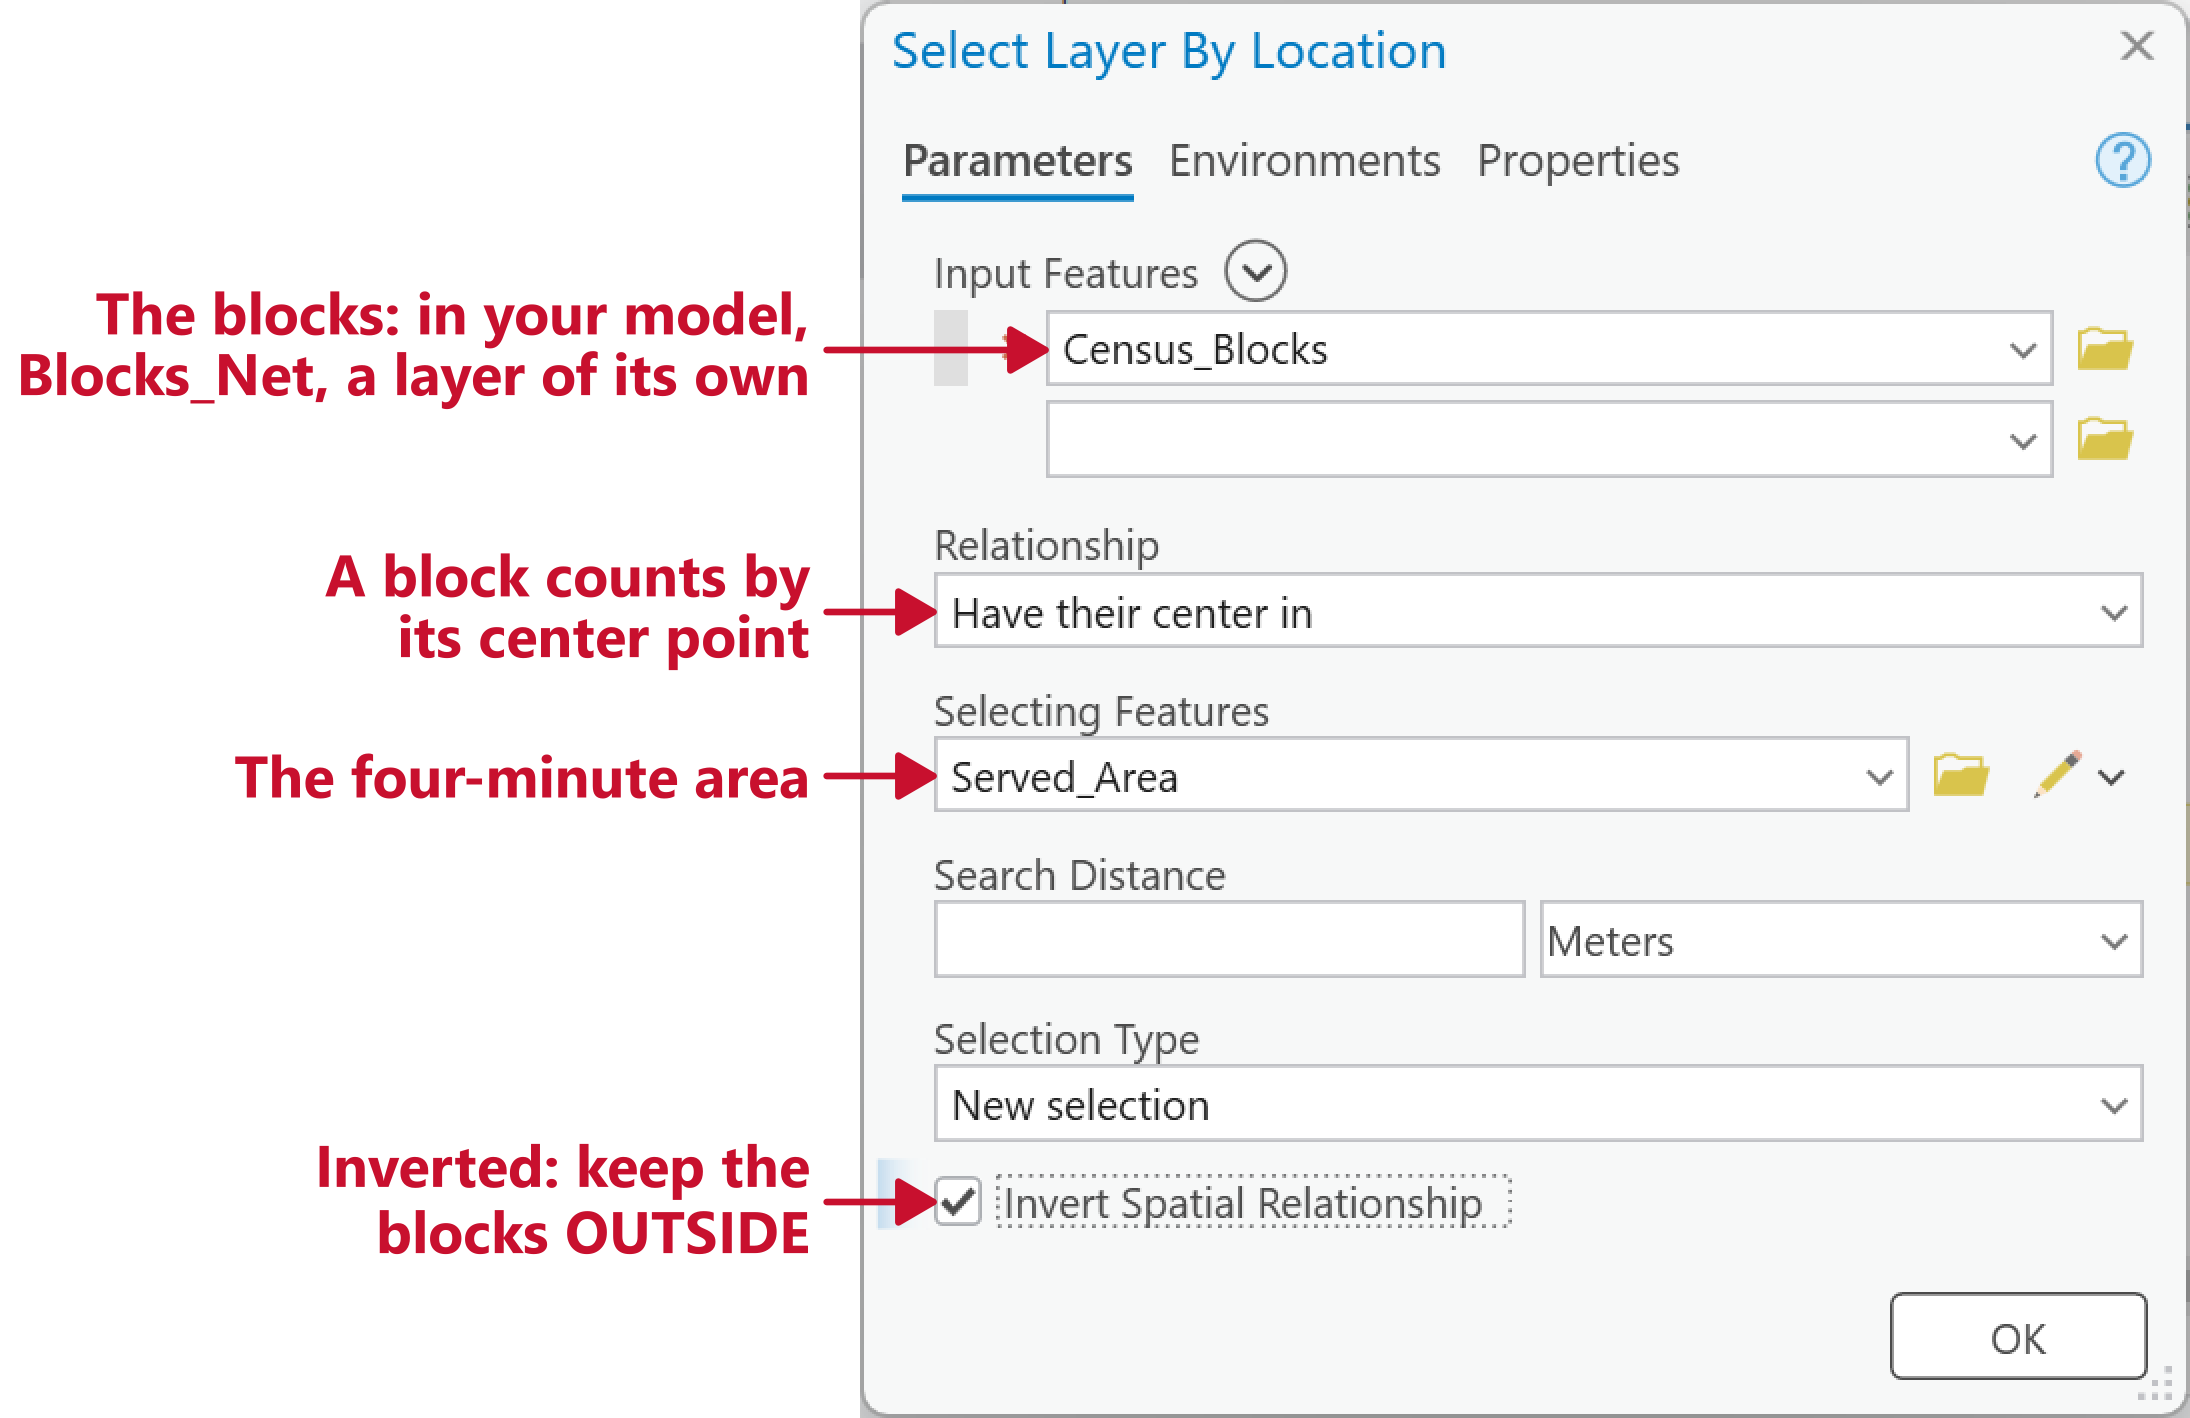 Select Layer By Location
Parameters Environments Properties
Input Features
The blocks: in your model,
Blocks_Net, a layer of its own
Census_Blocks
Relationship
A block counts by
its center point
Have their center in
Selecting Features
The four-minute area
Served_Area
Search Distance
Meters
Selection Type
New selection
Inverted: keep the
blocks OUTSIDE
Invert Spatial Relationship
OK